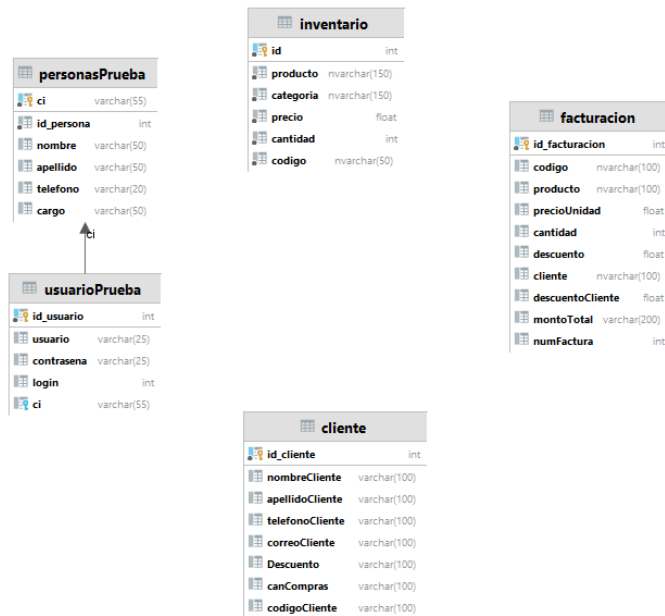 inventario
id int
producto nvarchar(150)
categoria nvarchar(150)
precio float
cantidad int
codigo nvarchar(50)
personasPrueba
ci varchar(55)
id_persona int
nombre varchar(50)
apellido varchar(50)
telefono varchar(20)
cargo varchar(50)
ci
usuarioPrueba
id_usuario int
usuario varchar(25)
contrasena varchar(25)
login int
ci varchar(55)
facturacion
id_facturacion int
codigo nvarchar(100)
producto nvarchar(100)
precioUnidad float
cantidad int
descuento float
cliente nvarchar(100)
descuentoCliente float
montoTotal varchar(200)
numFactura int
cliente
id_cliente int
nombreCliente varchar(100)
apellidoCliente varchar(100)
telefonoCliente varchar(100)
correoCliente varchar(100)
Descuento varchar(100)
canCompras varchar(100)
codigoCliente varchar(100)